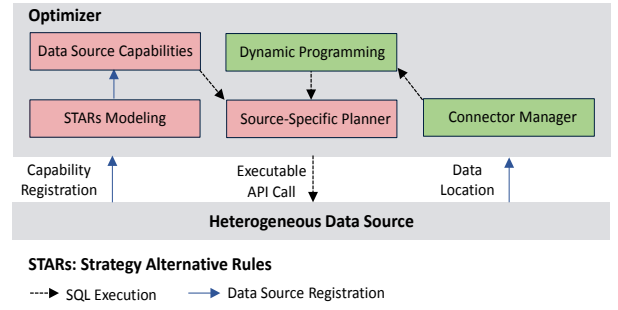 Optimizer
Data Source Capabilities
Dynamic Programming
STARs Modeling
Source-Specific Planner
Connector Manager
Capability
Registration
Executable
API Call
Data
Location
Heterogeneous Data Source
STARs: Strategy Alternative Rules
SQL Execution
Data Source Registration